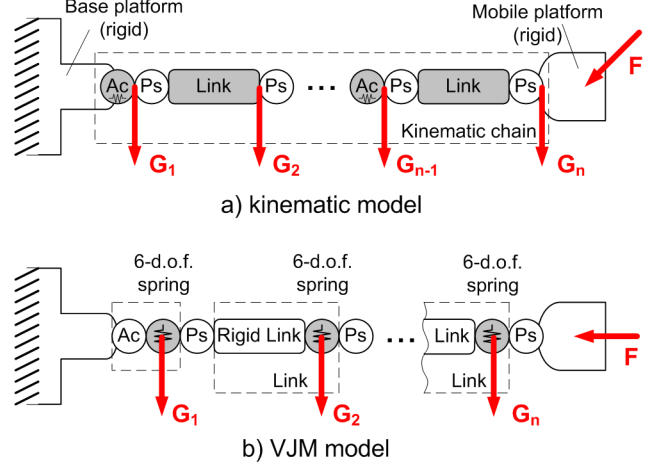 Base platform
(rigid)
Mobile platform
(rigid)
F
Ac Ps Link Ps ... Ac Ps Link Ps
Kinematic chain
G1 G2 Gn-1 Gn
a) kinematic model
6-d.o.f.
spring
6-d.o.f.
spring
6-d.o.f.
spring
Ac Ps Rigid Link Ps ... Link Ps
F
Link Link
G1 G2 Gn
b) VJM model